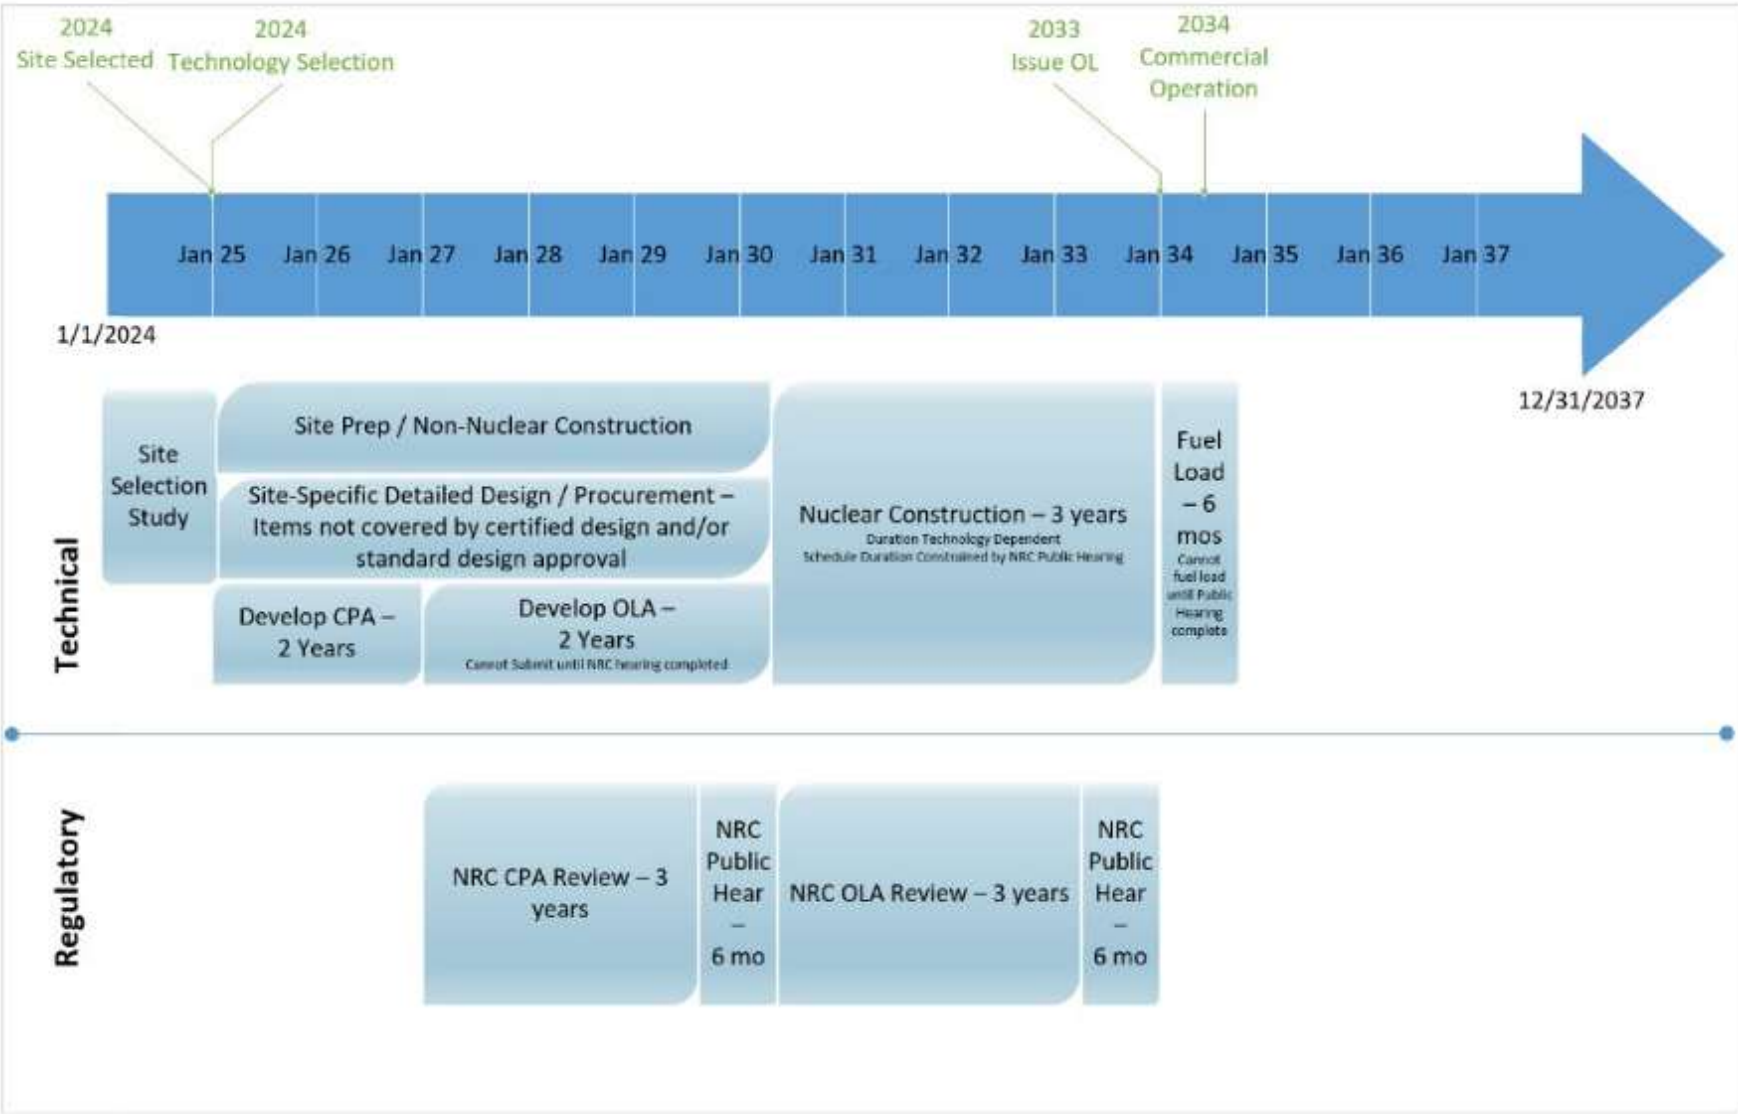 2024
Site Selected
2024
Technology Selection
2033
Issue OL
2034
Commercial
Operation
Jan 25
Jan 26
Jan 27
Jan 28
Jan 29
Jan 30
Jan 31
Jan 32
Jan 33
Jan 34
Jan 35
Jan 36
Jan 37
1/1/2024
12/31/2037
Technical
Site
Selection
Study
Site Prep / Non-Nuclear Construction
Site-Specific Detailed Design / Procurement –
Items not covered by certified design and/or
standard design approval
Develop CPA –
2 Years
Develop OLA –
2 Years
Cannot Submit until NRC hearing completed
Nuclear Construction – 3 years
Duration Technology Dependent
Schedule Duration Constrained by NRC Public Hearing
Fuel
Load
– 6
mos
Cannot
fuel load
until Public
Hearing
complete
Regulatory
NRC CPA Review – 3
years
NRC
Public
Hear
–
6 mo
NRC OLA Review – 3 years
NRC
Public
Hear
–
6 mo